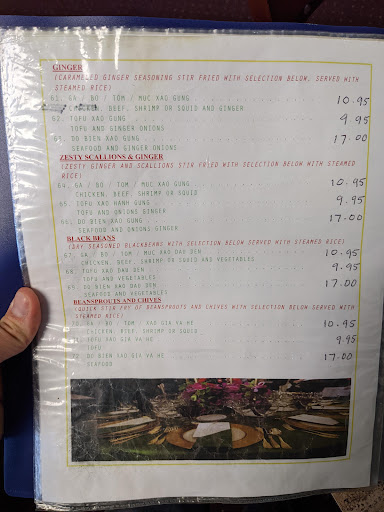 GINGER
(CARAMELED GINGER SEASONING STIR FRIED WITH SELECTION BELOW, SERVED WITH
STEAMED RICE)
61. GA / BO / TOM / MUC XAO GUNG 10.95
CHICKEN, BEEF, SHRIMP OR SQUID AND GINGER
62. TOFU XAO GUNG 9.95
TOFU AND GINGER ONIONS
63. DO BIEN XAO GUNG 17.00
SEAFOOD AND GINGER ONIONS
ZESTY SCALLIONS & GINGER
(ZESTY GINGER AND SCALLIONS STIR FRIED WITH SELECTION BELOW WITH STEAMED
RICE)
64. GA / BO / TOM / MUC XAO GUNG 10.95
CHICKEN, BEEF, SHRIMP OR SQUID
65. TOFU XAO HANH GUNG 9.95
TOFU AND ONIONS GINGER
66. DO BIEN XAO GUNG 17.00
SEAFOOD AND ONIONS GINGER
BLACK BEANS
(DRY SEASONED BLACKBEANS WITH SELECTION BELOW SERVED WITH STEAMED RICE)
67. GA / BO / TOM / MUC XAO DAU DEN 10.95
CHICKEN, BEEF, SHRIMP OR SQUID AND VEGETABLES
68. TOFU XAO DAU DEN 9.95
TOFU AND VEGETABLES
69. DO BIEN XAO DAU DEN 17.00
SEAFOOD AND VEGETABLES
BEANSPROUTS AND CHIVES
(QUICK STIR FRY OF BEANSPROUTS AND CHIVES WITH SELECTION BELOW SERVED WITH
STEAMED RICE)
70. GA / BO / TOM / XAO GIA VA HE 10.95
CHICKEN, BEEF, SHRIMP OR SQUID
TOFU XAO GIA VA HE 9.95
TOFU
DO BIEN XAO GIA VA HE 17.00
SEAFOOD